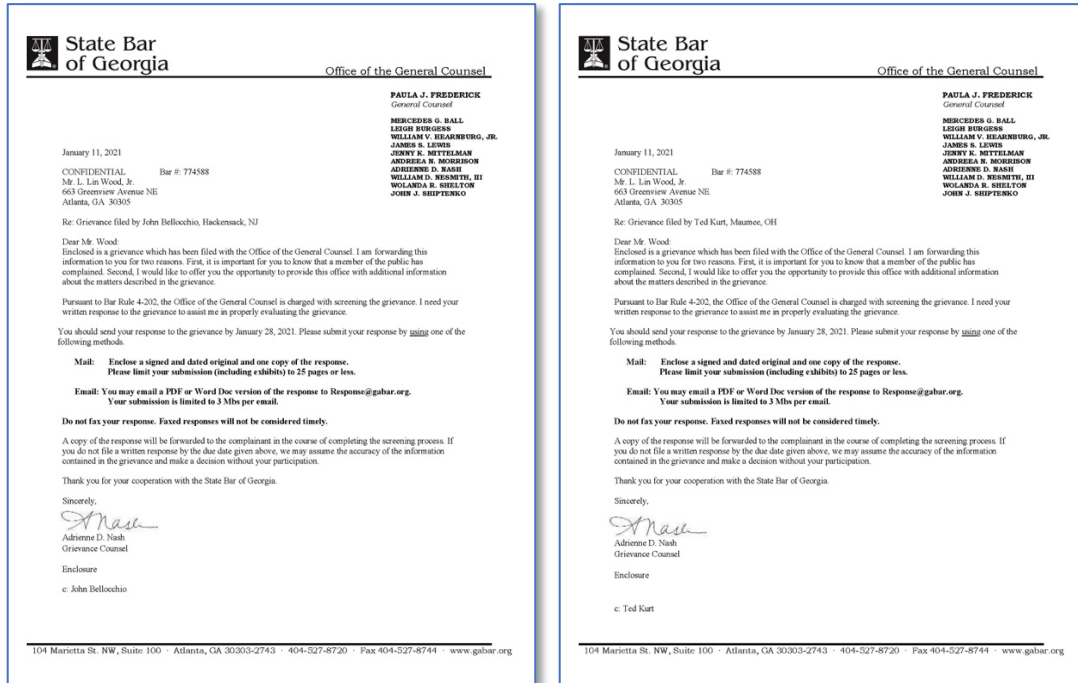 State Bar
of Georgia
Office of the General Counsel
PAULA J. FREDERICK
General Counsel
MERCEDES G. BALL
LEIGH BURGESS
WILLIAM V. HEARNBURG, JR.
JAMES S. LEWIS
JENNY K. MITTELMAN
ANDREEA N. MORRISON
ADRIENNE D. NASH
WILLIAM D. NESMITH, III
WOLANDA R. SHELTON
JOHN J. SHIPTENKO
January 11, 2021
CONFIDENTIAL Bar #: 774588
Mr. L. Lin Wood, Jr.
663 Greenview Avenue NE
Atlanta, GA 30305
Re: Grievance filed by John Bellocchio, Hackensack, NJ
Dear Mr. Wood:
Enclosed is a grievance which has been filed with the Office of the General Counsel. I am forwarding this
information to you for two reasons. First, it is important for you to know that a member of the public has
complained. Second, I would like to offer you the opportunity to provide this office with additional information
about the matters described in the grievance.
Pursuant to Bar Rule 4-202, the Office of the General Counsel is charged with screening the grievance. I need your
written response to the grievance to assist me in properly evaluating the grievance.
You should send your response to the grievance by January 28, 2021. Please submit your response by using one of the
following methods.
Mail: Enclose a signed and dated original and one copy of the response.
Please limit your submission (including exhibits) to 25 pages or less.
Email: You may email a PDF or Word Doc version of the response to Response@gabar.org.
Your submission is limited to 3 Mbs per email.
Do not fax your response. Faxed responses will not be considered timely.
A copy of the response will be forwarded to the complainant in the course of completing the screening process. If
you do not file a written response by the due date given above, we may assume the accuracy of the information
contained in the grievance and make a decision without your participation.
Thank you for your cooperation with the State Bar of Georgia.
Sincerely,
A Nash
Adrienne D. Nash
Grievance Counsel
Enclosure
c: John Bellocchio
104 Marietta St. NW, Suite 100 · Atlanta, GA 30303-2743 · 404-527-8720 · Fax 404-527-8744 · www.gabar.org
State Bar
of Georgia
Office of the General Counsel
PAULA J. FREDERICK
General Counsel
MERCEDES G. BALL
LEIGH BURGESS
WILLIAM V. HEARNBURG, JR.
JAMES S. LEWIS
JENNY K. MITTELMAN
ANDREEA N. MORRISON
ADRIENNE D. NASH
WILLIAM D. NESMITH, III
WOLANDA R. SHELTON
JOHN J. SHIPTENKO
January 11, 2021
CONFIDENTIAL Bar #: 774588
Mr. L. Lin Wood, Jr.
663 Greenview Avenue NE
Atlanta, GA 30305
Re: Grievance filed by Ted Kurt, Maumee, OH
Dear Mr. Wood:
Enclosed is a grievance which has been filed with the Office of the General Counsel. I am forwarding this
information to you for two reasons. First, it is important for you to know that a member of the public has
complained. Second, I would like to offer you the opportunity to provide this office with additional information
about the matters described in the grievance.
Pursuant to Bar Rule 4-202, the Office of the General Counsel is charged with screening the grievance. I need your
written response to the grievance to assist me in properly evaluating the grievance.
You should send your response to the grievance by January 28, 2021. Please submit your response by using one of the
following methods.
Mail: Enclose a signed and dated original and one copy of the response.
Please limit your submission (including exhibits) to 25 pages or less.
Email: You may email a PDF or Word Doc version of the response to Response@gabar.org.
Your submission is limited to 3 Mbs per email.
Do not fax your response. Faxed responses will not be considered timely.
A copy of the response will be forwarded to the complainant in the course of completing the screening process. If
you do not file a written response by the due date given above, we may assume the accuracy of the information
contained in the grievance and make a decision without your participation.
Thank you for your cooperation with the State Bar of Georgia.
Sincerely,
A Nash
Adrienne D. Nash
Grievance Counsel
Enclosure
c: Ted Kurt
104 Marietta St. NW, Suite 100 · Atlanta, GA 30303-2743 · 404-527-8720 · Fax 404-527-8744 · www.gabar.org